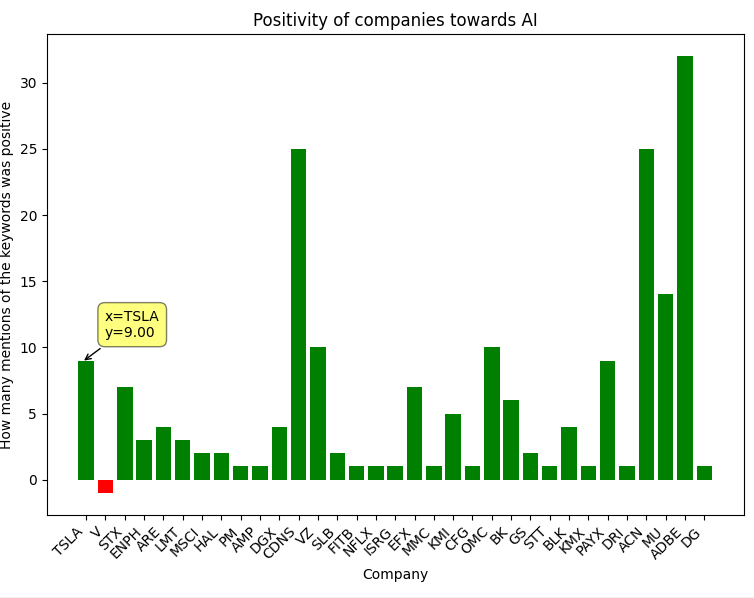 Positivity of companies towards AI
How many mentions of the keywords was positive
30
25
20
15
10
5
0
x=TSLA
y=9.00
TSLA
V
STX
ENPH
ARE
LMT
MSCI
HAL
PM
AMP
DGX
CDNS
VZ
SLB
FITB
NFLX
ISRG
EFX
MMC
KMI
CFG
OMC
BK
GS
STT
BLK
KMX
PAYX
DRI
ACN
MU
ADBE
DG
Company